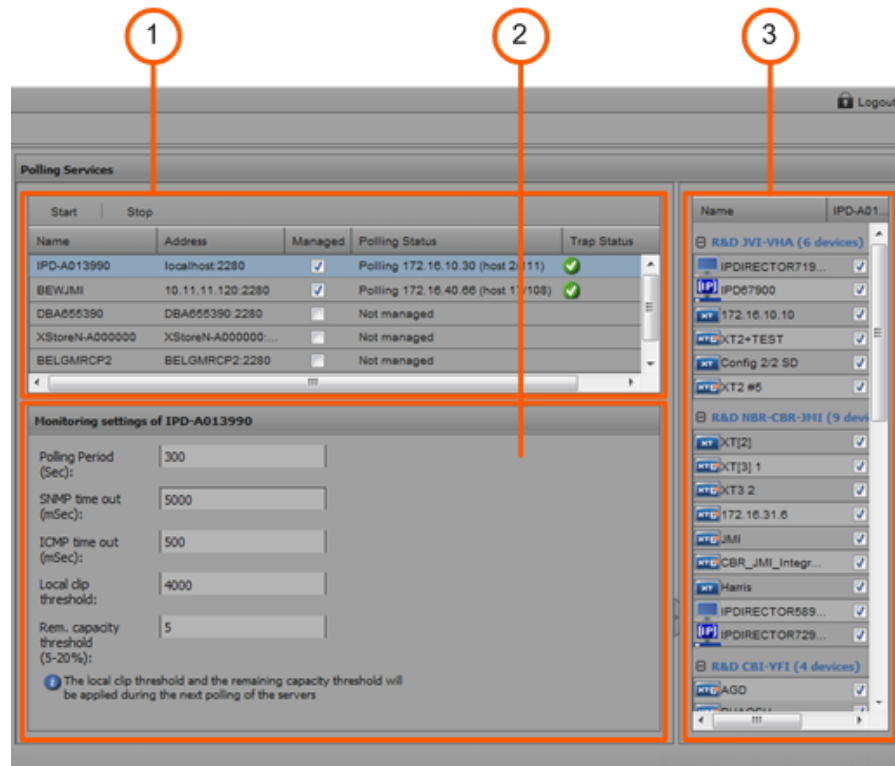 1 2 3
Logout
Polling Services
Start Stop
Name Address Managed Polling Status Trap Status
IPD-A013990 localhost:2280 Polling 172.16.10.30 (host 2/111)
BEWJMI 10.11.11.120:2280 Polling 172.16.40.66 (host 17/108)
DBA655390 DBA655390:2280 Not managed
XStoreN-A000000 XStoreN-A000000:... Not managed
BELGMRCP2 BELGMRCP2:2280 Not managed
Monitoring settings of IPD-A013990
Polling Period
(Sec):
300
SNMP time out
(mSec):
5000
ICMP time out
(mSec):
500
Local clip
threshold:
4000
Rem. capacity
threshold
(5-20%):
5
The local clip threshold and the remaining capacity threshold will
be applied during the next polling of the servers
Name IPD-A01...
R&D JVI-VHA (6 devices)
IPDIRECTOR719...
[IP] IPD67900
XT 172.16.10.10
XT2+TEST
XT Config 2/2 SD
XT2 #5
R&D NBR-CBR-JMI (9 devi
XT XT[2]
XT[3] 1
XT3 2
172.16.31.6
JMI
CBR_JMI_Integr...
XT Harris
IPDIRECTOR589...
[IP] IPDIRECTOR729...
R&D CBI-YFI (4 devices)
AGD